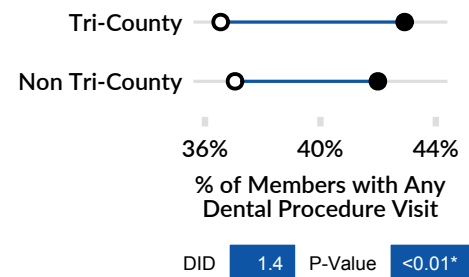 Tri-County
Non Tri-County
36% 40% 44%
% of Members with Any
Dental Procedure Visit
DID 1.4 P-Value <0.01*